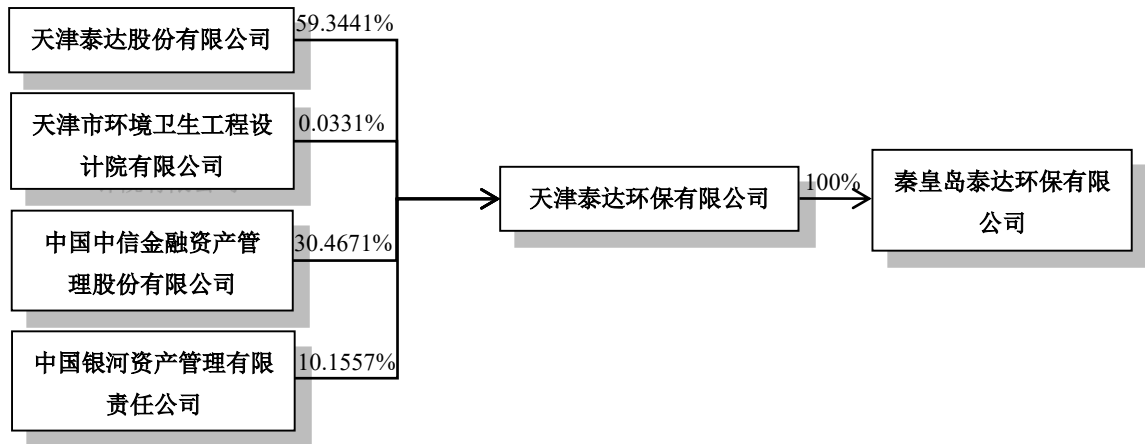 天津泰达股份有限公司
59.3441%
天津市环境卫生工程设
计院有限公司
0.0331%
中国中信金融资产管
理股份有限公司
30.4671%
中国银河资产管理有限
责任公司
10.1557%
天津泰达环保有限公司
100%
秦皇岛泰达环保有限
公司